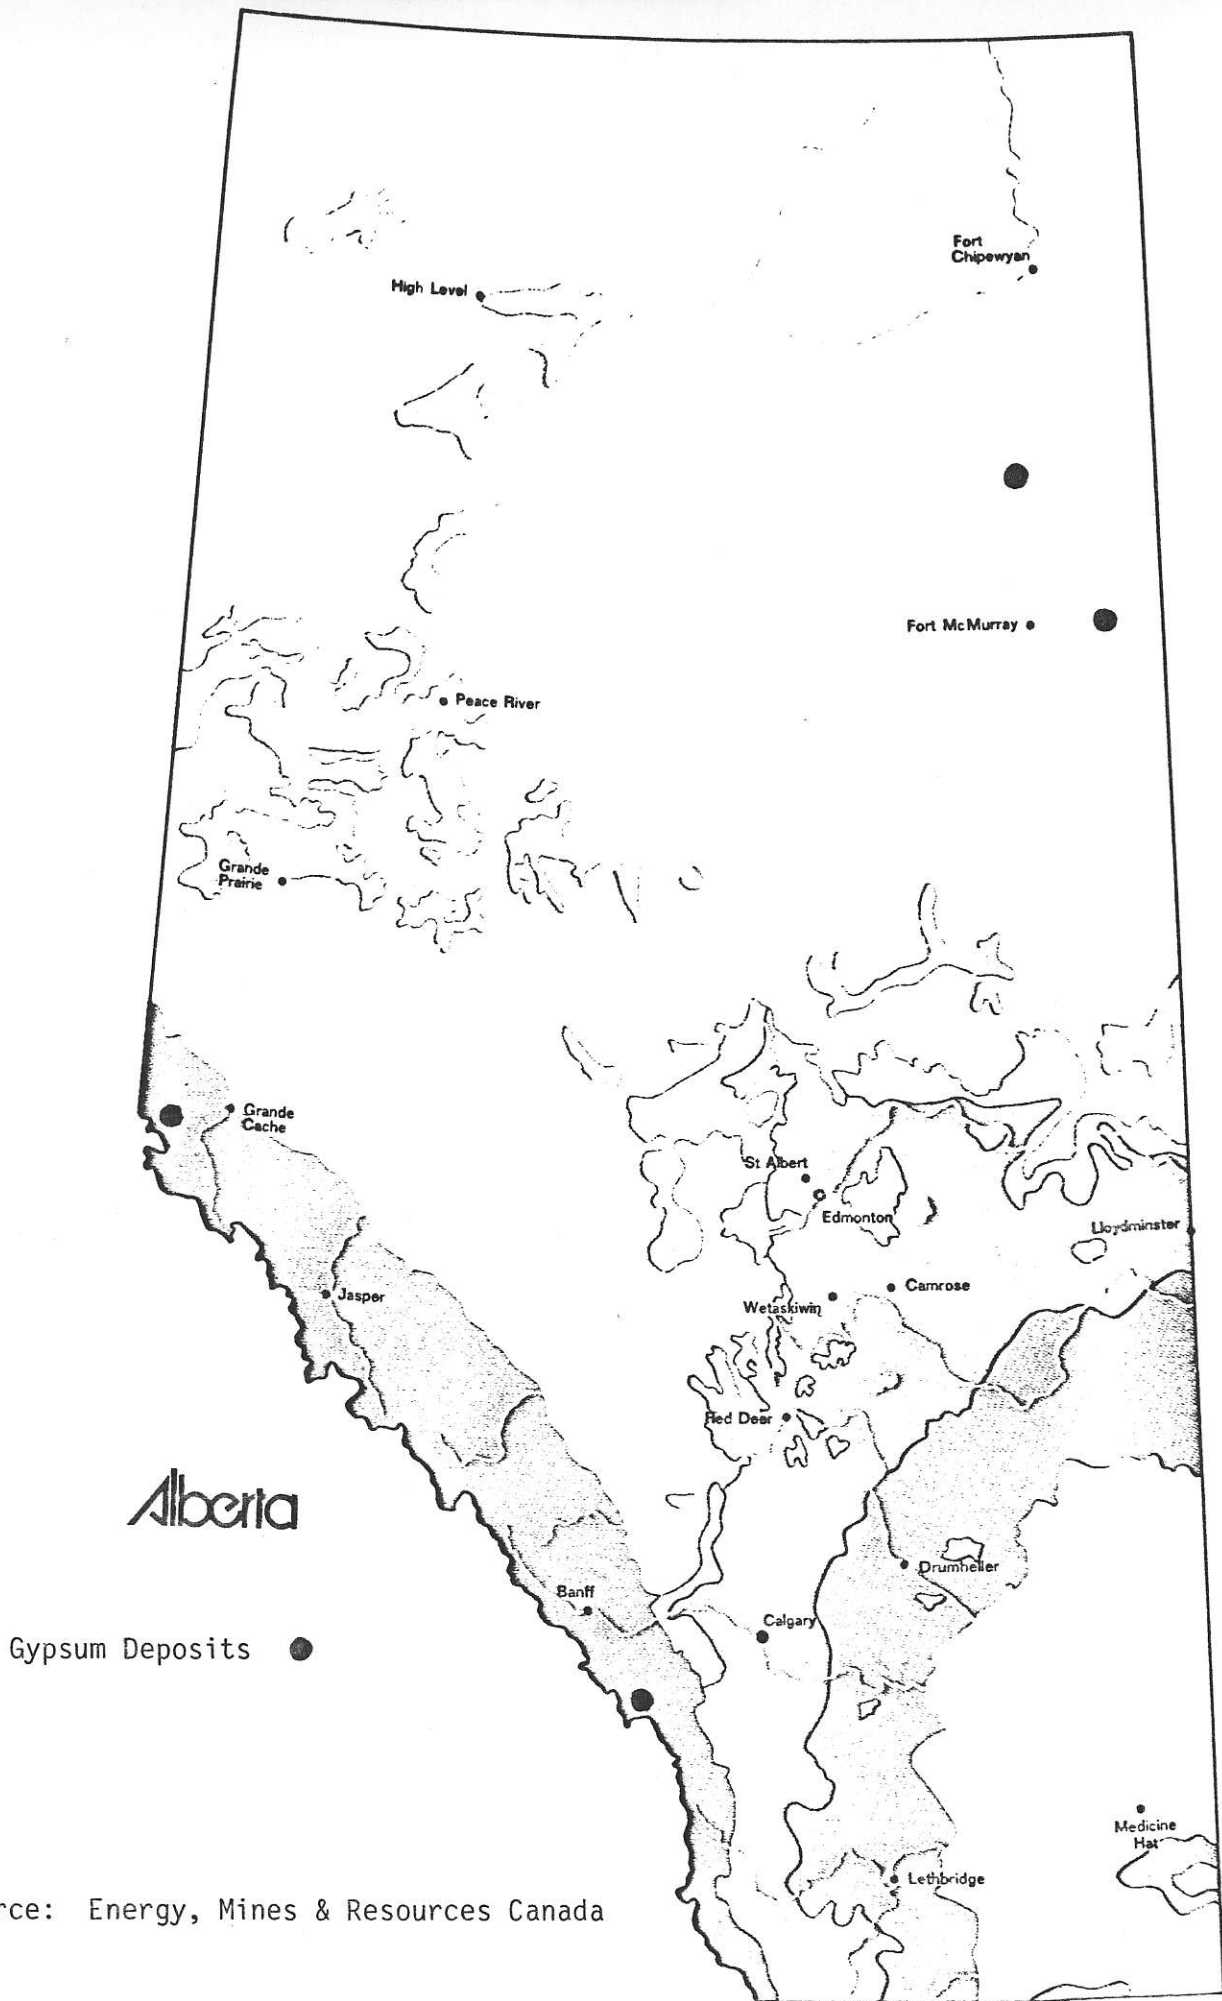 Fort
Chipewyan
High Level
Fort McMurray
Peace River
Grande
Prairie
Grande
Cache
St Albert
Edmonton
Lloydminster
Jasper
Camrose
Wetaskiwin
Red Deer
Alberta
Drumheller
Banff
Calgary
Gypsum Deposits
Medicine
Hat
Lethbridge
rce: Energy, Mines & Resources Canada